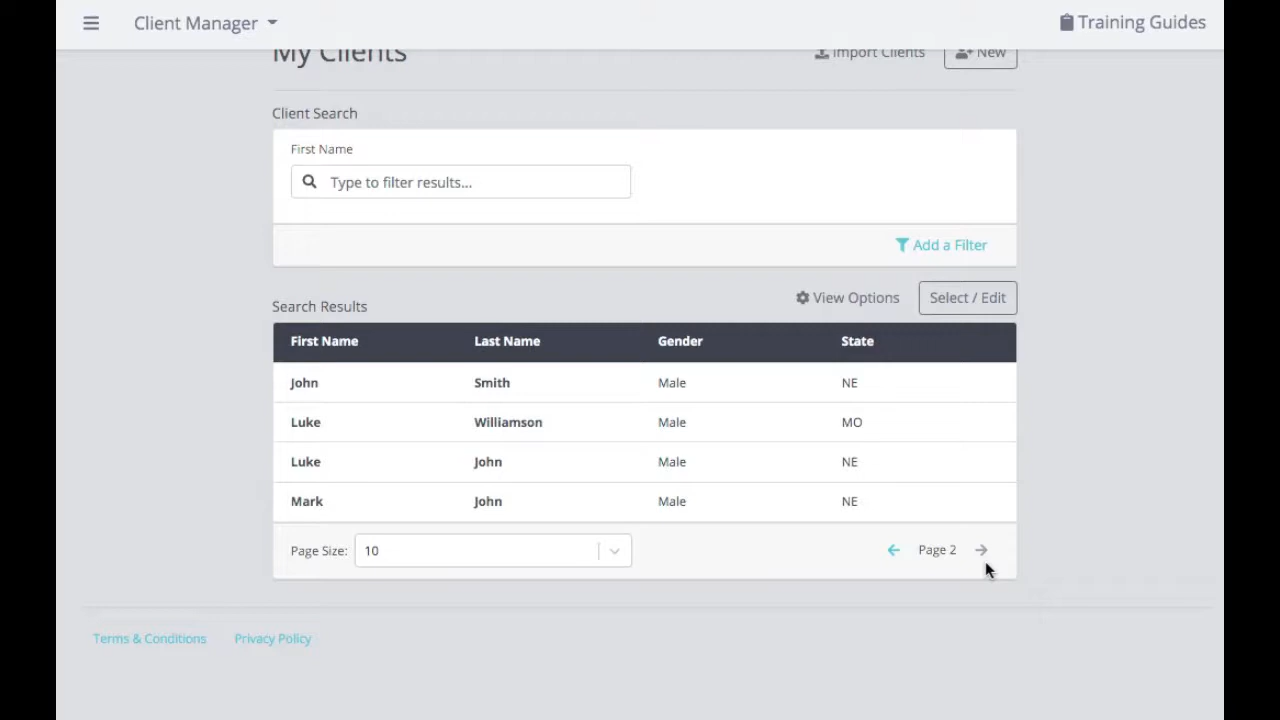 Client Manager
Training Guides
My Clients
Import Clients
New
Client Search
First Name
Type to filter results...
Add a Filter
Search Results
View Options
Select / Edit
First Name Last Name Gender State
John Smith Male NE
Luke Williamson Male MO
Luke John Male NE
Mark John Male NE
Page Size: 10
Page 2
Terms & Conditions Privacy Policy